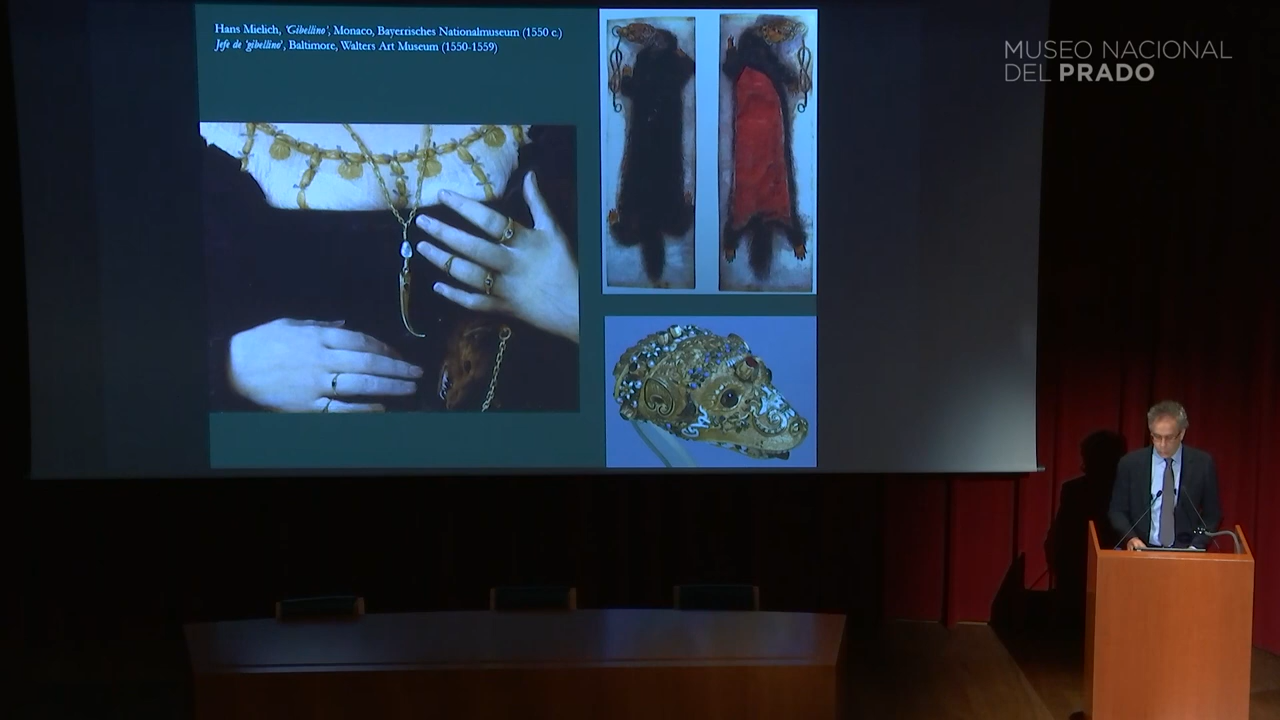 Hans Mielich, 'Gibellino', Monaco, Bayerrisches Nationalmuseum (1550 c.)
Jefe de 'gibellino', Baltimore, Walters Art Museum (1550-1559)
MUSEO NACIONAL
DEL PRADO